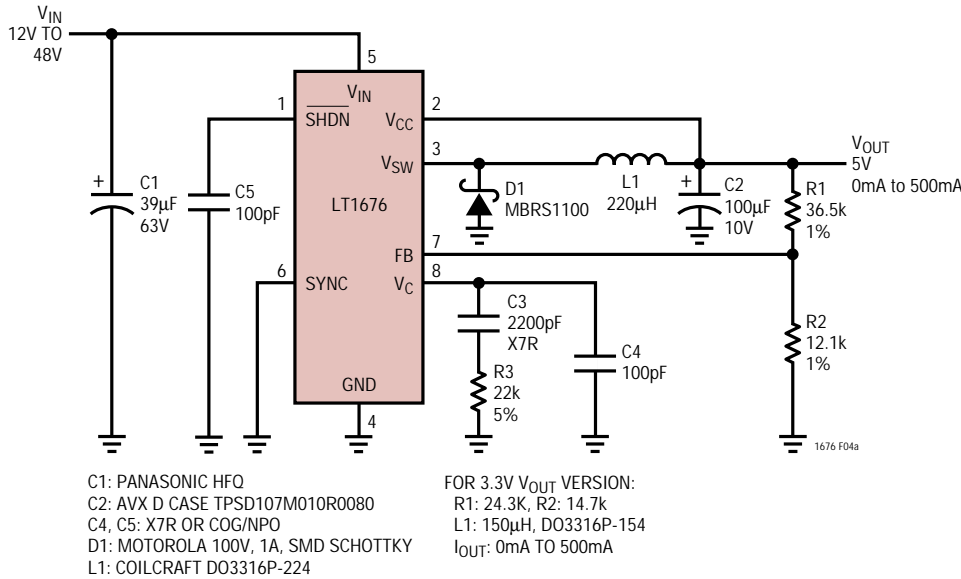 VIN
12V TO
48V
5
VIN
1
SHDN
2
VCC
3
VSW
LT1676
7
FB
6
SYNC
8
VC
GND
4
+
C1
39µF
63V
C5
100pF
D1
MBRS1100
L1
220µH
+
C2
100µF
10V
VOUT
5V
0mA to 500mA
R1
36.5k
1%
C3
2200pF
X7R
R3
22k
5%
C4
100pF
R2
12.1k
1%
1676 F04a
C1: PANASONIC HFQ
C2: AVX D CASE TPSD107M010R0080
C4, C5: X7R OR COG/NPO
D1: MOTOROLA 100V, 1A, SMD SCHOTTKY
L1: COILCRAFT DO3316P-224
FOR 3.3V VOUT VERSION:
R1: 24.3K, R2: 14.7k
L1: 150µH, DO3316P-154
IOUT: 0mA TO 500mA